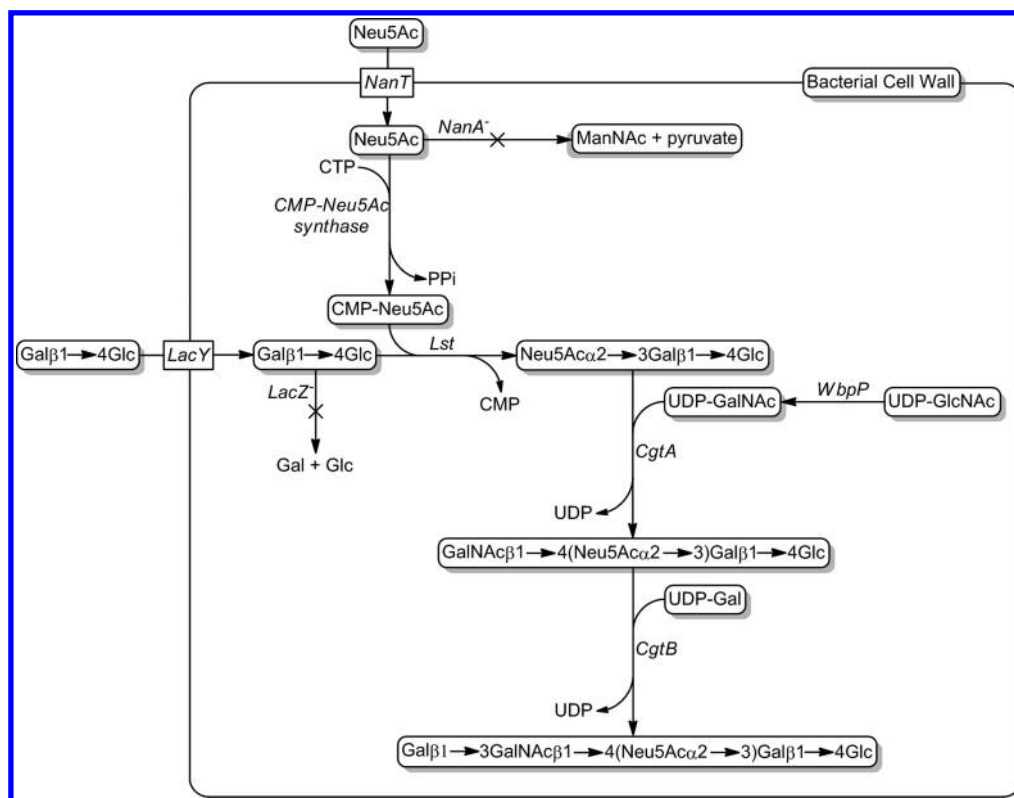 Neu5Ac
NanT
Bacterial Cell Wall
Neu5Ac
NanA⁻
ManNAc + pyruvate
CTP
CMP-Neu5Ac
synthase
PPi
CMP-Neu5Ac
Galβ1→4Glc
LacY
Galβ1→4Glc
Lst
Neu5Acα2→3Galβ1→4Glc
LacZ⁻
CMP
UDP-GalNAc
WbpP
UDP-GlcNAc
Gal + Glc
CgtA
UDP
GalNAcβ1→4(Neu5Acα2→3)Galβ1→4Glc
UDP-Gal
CgtB
UDP
Galβ1→3GalNAcβ1→4(Neu5Acα2→3)Galβ1→4Glc